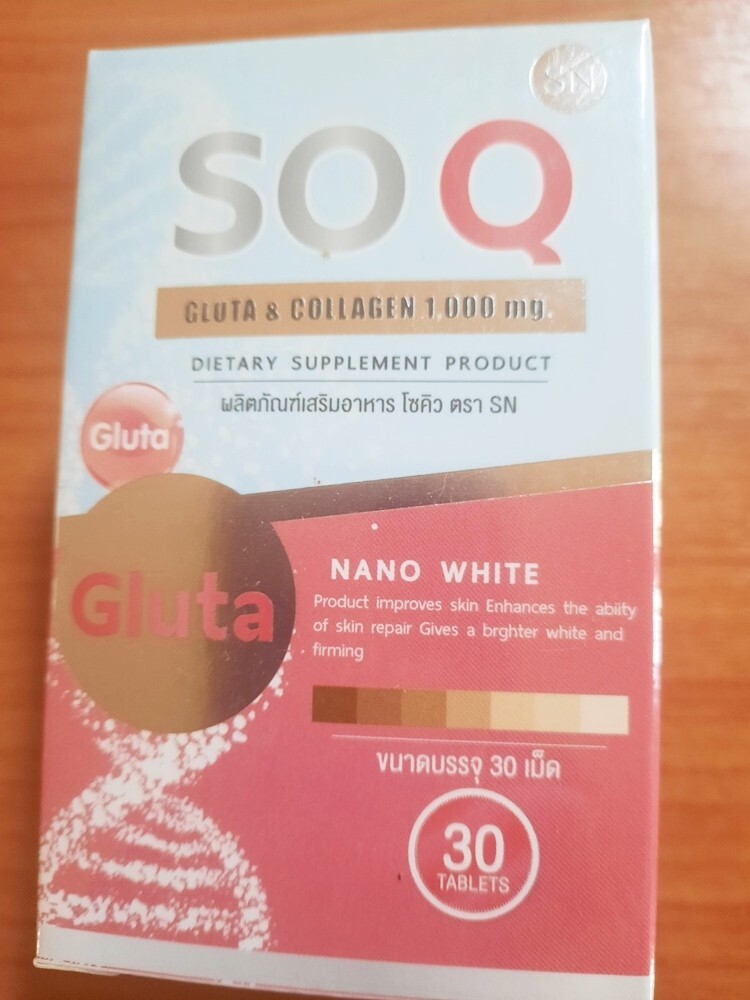 SN
SO Q
GLUTA & COLLAGEN 1,000 mg.
DIETARY SUPPLEMENT PRODUCT
ผลิตภัณฑ์เสริมอาหาร โซคิว ตรา SN
Gluta
Gluta
NANO WHITE
Product improves skin Enhances the abiity
of skin repair Gives a brghter white and
firming
ขนาดบรรจุ 30 เม็ด
30
TABLETS